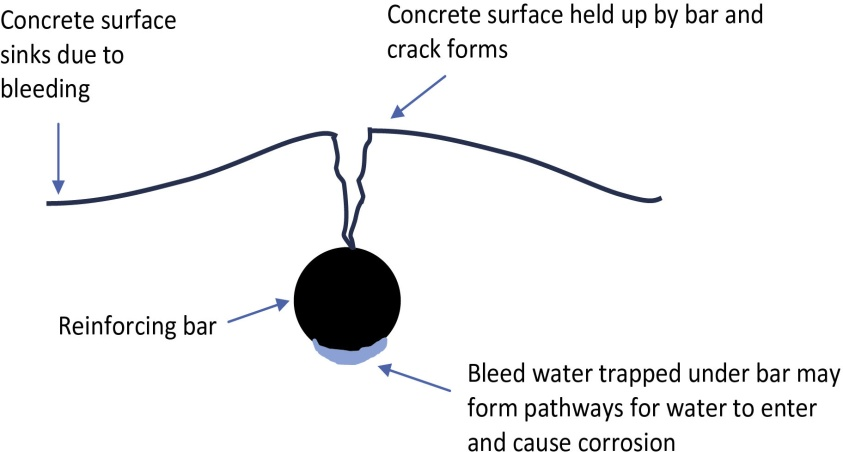 Concrete surface
sinks due to
bleeding
Concrete surface held up by bar and
crack forms
Reinforcing bar
Bleed water trapped under bar may
form pathways for water to enter
and cause corrosion